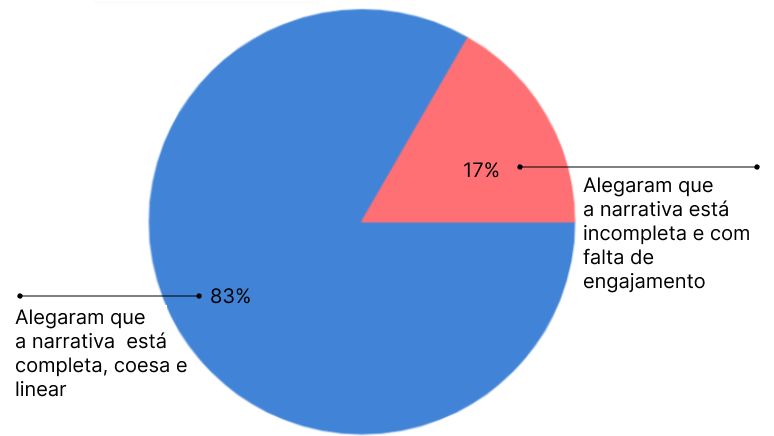 17%
Alegaram que
a narrativa está
incompleta e com
falta de
engajamento
83%
Alegaram que
a narrativa  está
completa, coesa e
linear